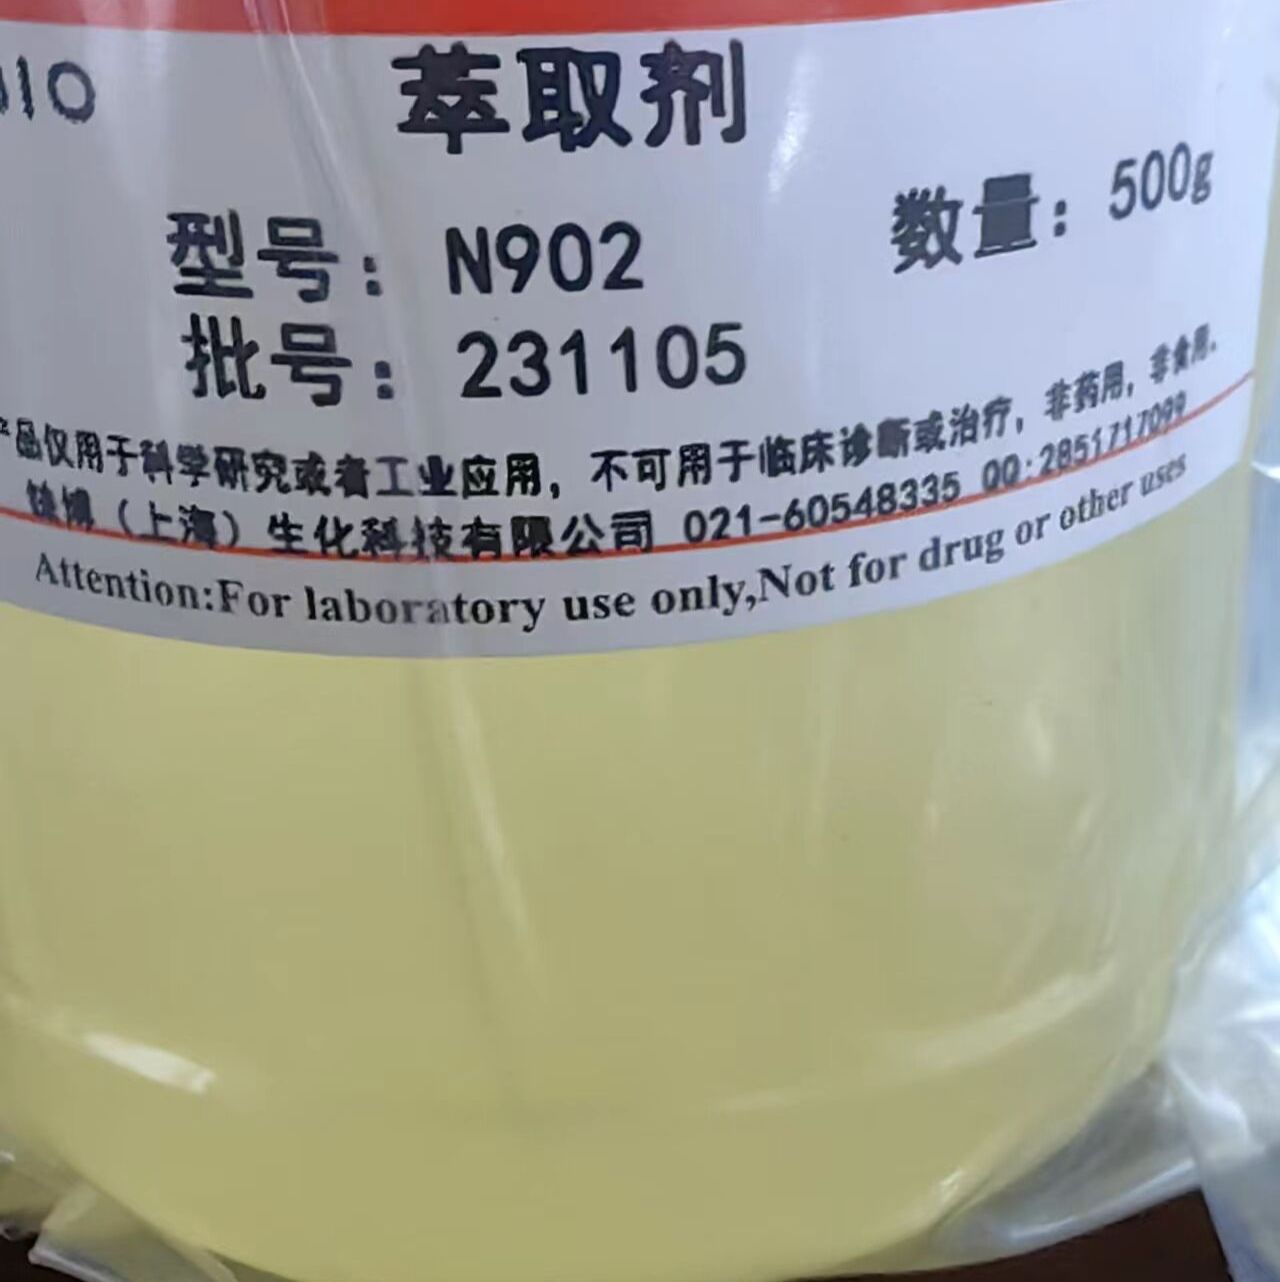 10
萃取剂
型号： N902
数量： 500g
批号： 231105
产品仅用于科学研究或者工业应用，不可用于临床诊断或治疗，非药用，非食用.
（上海）生化科技有限公司 021-60548335 QQ:2851717099
Attention:For laboratory use only,Not for drug or other uses